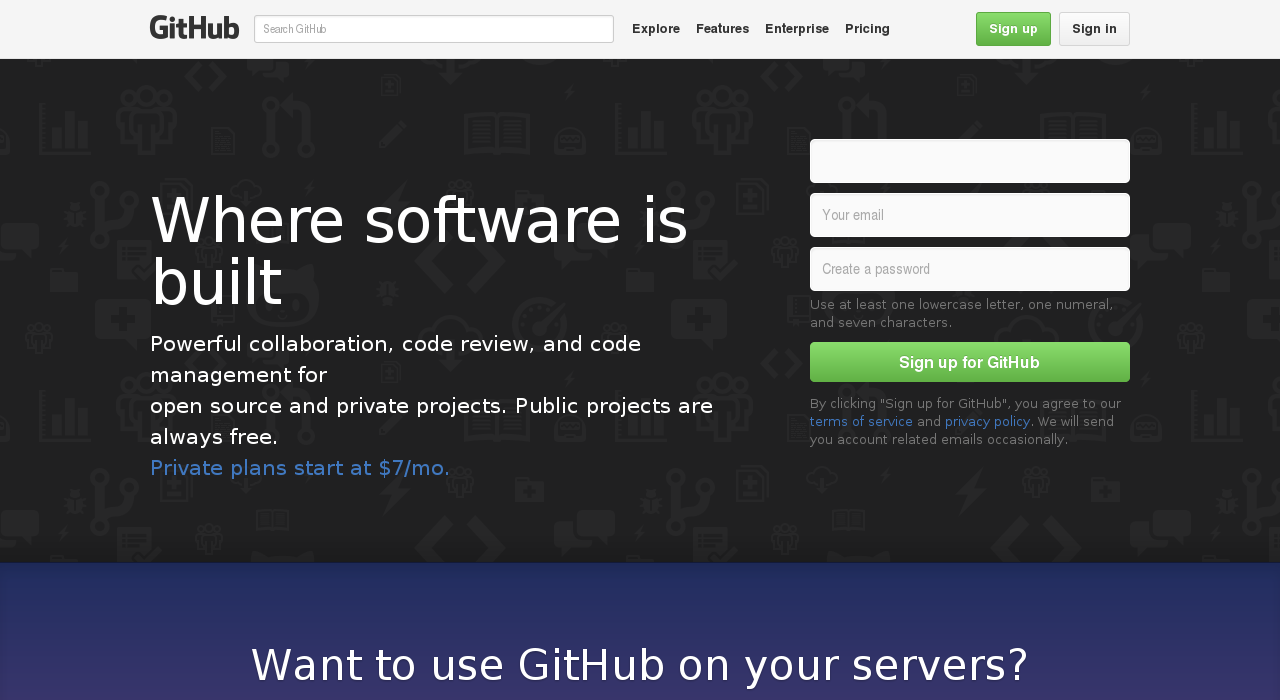 GitHub
Search GitHub
Explore
Features
Enterprise
Pricing
Sign up
Sign in
Where software is
built
Powerful collaboration, code review, and code
management for
open source and private projects. Public projects are
always free.
Private plans start at $7/mo.
Your email
Create a password
Use at least one lowercase letter, one numeral,
and seven characters.
Sign up for GitHub
By clicking "Sign up for GitHub", you agree to our
terms of service and privacy policy. We will send
you account related emails occasionally.
Want to use GitHub on your servers?